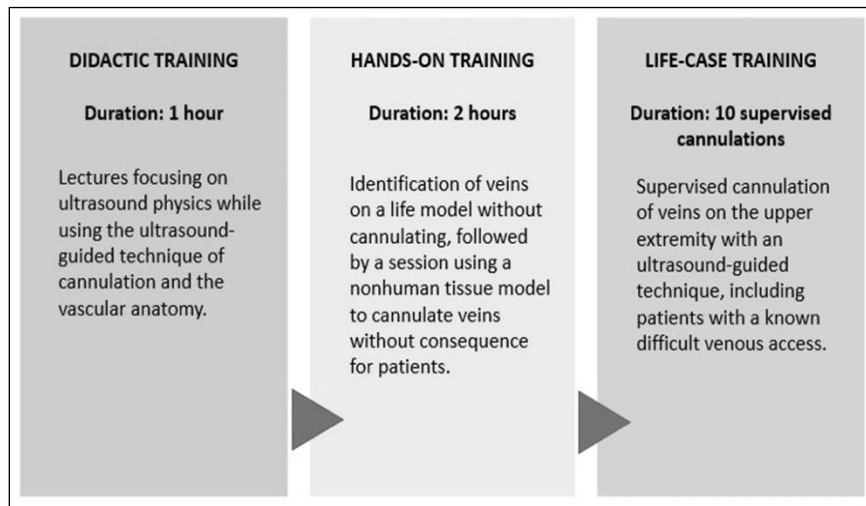 DIDACTIC TRAINING
Duration: 1 hour
Lectures focusing on
ultrasound physics while
using the ultrasound-
guided technique of
cannulation and the
vascular anatomy.
HANDS-ON TRAINING
Duration: 2 hours
Identification of veins
on a life model without
cannulating, followed
by a session using a
nonhuman tissue model
to cannulate veins
without consequence
for patients.
LIFE-CASE TRAINING
Duration: 10 supervised
cannulations
Supervised cannulation
of veins on the upper
extremity with an
ultrasound-guided
technique, including
patients with a known
difficult venous access.